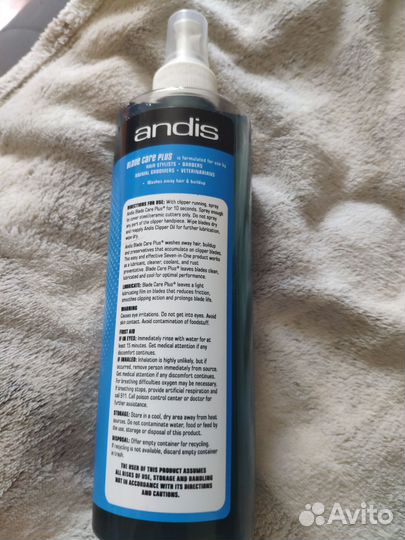 andis
BLADE CARE PLUS® is formulated for use by
HAIR STYLISTS • BARBERS
ANIMAL GROOMERS • VETERINARIANS
• Washes away hair & buildup
DIRECTIONS FOR USE: With clipper running, spray
Andis Blade Care Plus® for 10 seconds. Spray enough
to cover steel/ceramic cutters only. Do not spray
any part of the clipper handpiece. Wipe blades dry
and reapply Andis Clipper Oil for further lubrication,
wipe dry.
Andis Blade Care Plus® washes away hair, buildup
and preservatives that accumulate on clipper blades.
This easy and effective Seven-in-One product works
as a lubricant, cleaner, coolant, and rust
preventative. Blade Care Plus® leaves blades clean,
lubricated and cool for optimal performance.
LUBRICATE: Blade Care Plus® leaves a light
lubricating film on blades that reduces friction,
smoothes clipping action and prolongs blade life.
WARNING
Causes eye irritations. Do not get into eyes. Avoid
skin contact. Avoid contamination of foodstuff.
FIRST AID
IF IN EYES: Immediately rinse with water for at
least 15 minutes. Get medical attention if any
discomfort continues.
IF INHALED: Inhalation is highly unlikely, but if
occurred, remove person immediately from source.
Get medical attention if any discomfort continues.
For breathing difficulties oxygen may be necessary.
If breathing stops, provide artificial respiration and
call 911. Call poison control center or doctor for
further assistance.
STORAGE: Store in a cool, dry area away from heat
sources. Do not contaminate water, food or feed by
the use, storage or disposal of this product.
DISPOSAL: Offer empty container for recycling.
If recycling is not available, discard empty container
in trash.
THE USER OF THIS PRODUCT ASSUMES
ALL RISKS OF USE, STORAGE AND HANDLING
NOT IN ACCORDANCE WITH ITS DIRECTIONS
AND CAUTIONS.
Avito